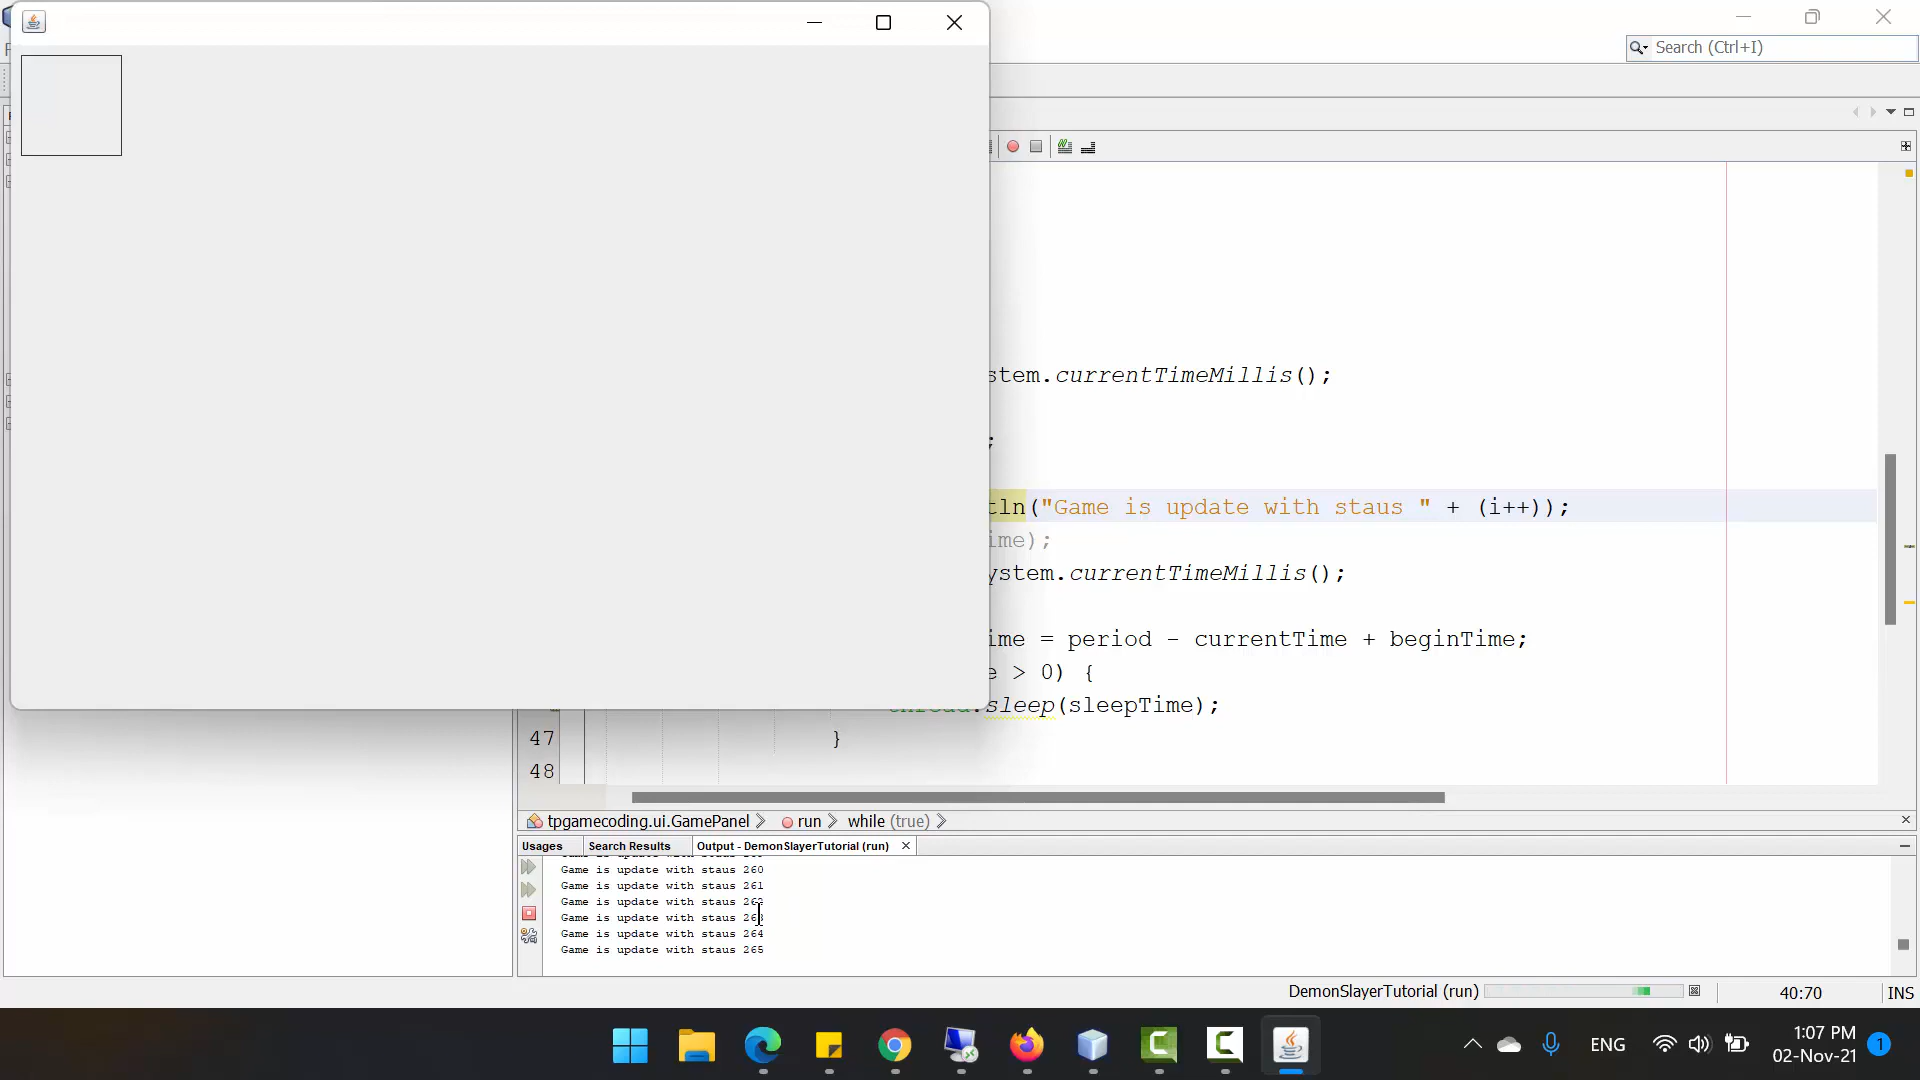 Search (Ctrl+I)
stem.currentTimeMillis();
;
tln("Game is update with staus " + (i++));
ime);
ystem.currentTimeMillis();
ime = period - currentTime + beginTime;
e > 0) {
.sleep(sleepTime);
47 }
48
tpgamecoding.ui.GamePanel run while (true)
Usages Search Results Output - DemonSlayerTutorial (run)
Game is update with staus 260
Game is update with staus 261
Game is update with staus 262
Game is update with staus 263
Game is update with staus 264
Game is update with staus 265
DemonSlayerTutorial (run) 40:70 INS
ENG 1:07 PM 1
02-Nov-21